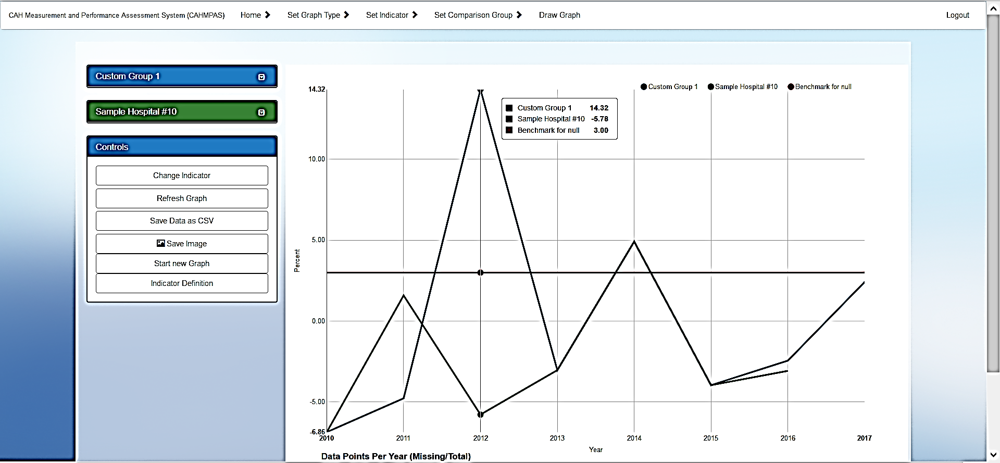 CAH Measurement and Performance Assessment System (CAHMPAS) Home Set Graph Type Set Indicator Set Comparison Group Draw Graph Logout
Custom Group 1
Sample Hospital #10
Controls
Change Indicator
Refresh Graph
Save Data as CSV
Save Image
Start new Graph
Indicator Definition
Custom Group 1 Sample Hospital #10 Benchmark for null
14.32
10.00
5.00
0.00
-5.00
-6.86
Percent
Custom Group 1 14.32
Sample Hospital #10 -5.78
Benchmark for null 3.00
2010 2011 2012 2013 2014 2015 2016 2017
Year
Data Points Per Year (Missing/Total)